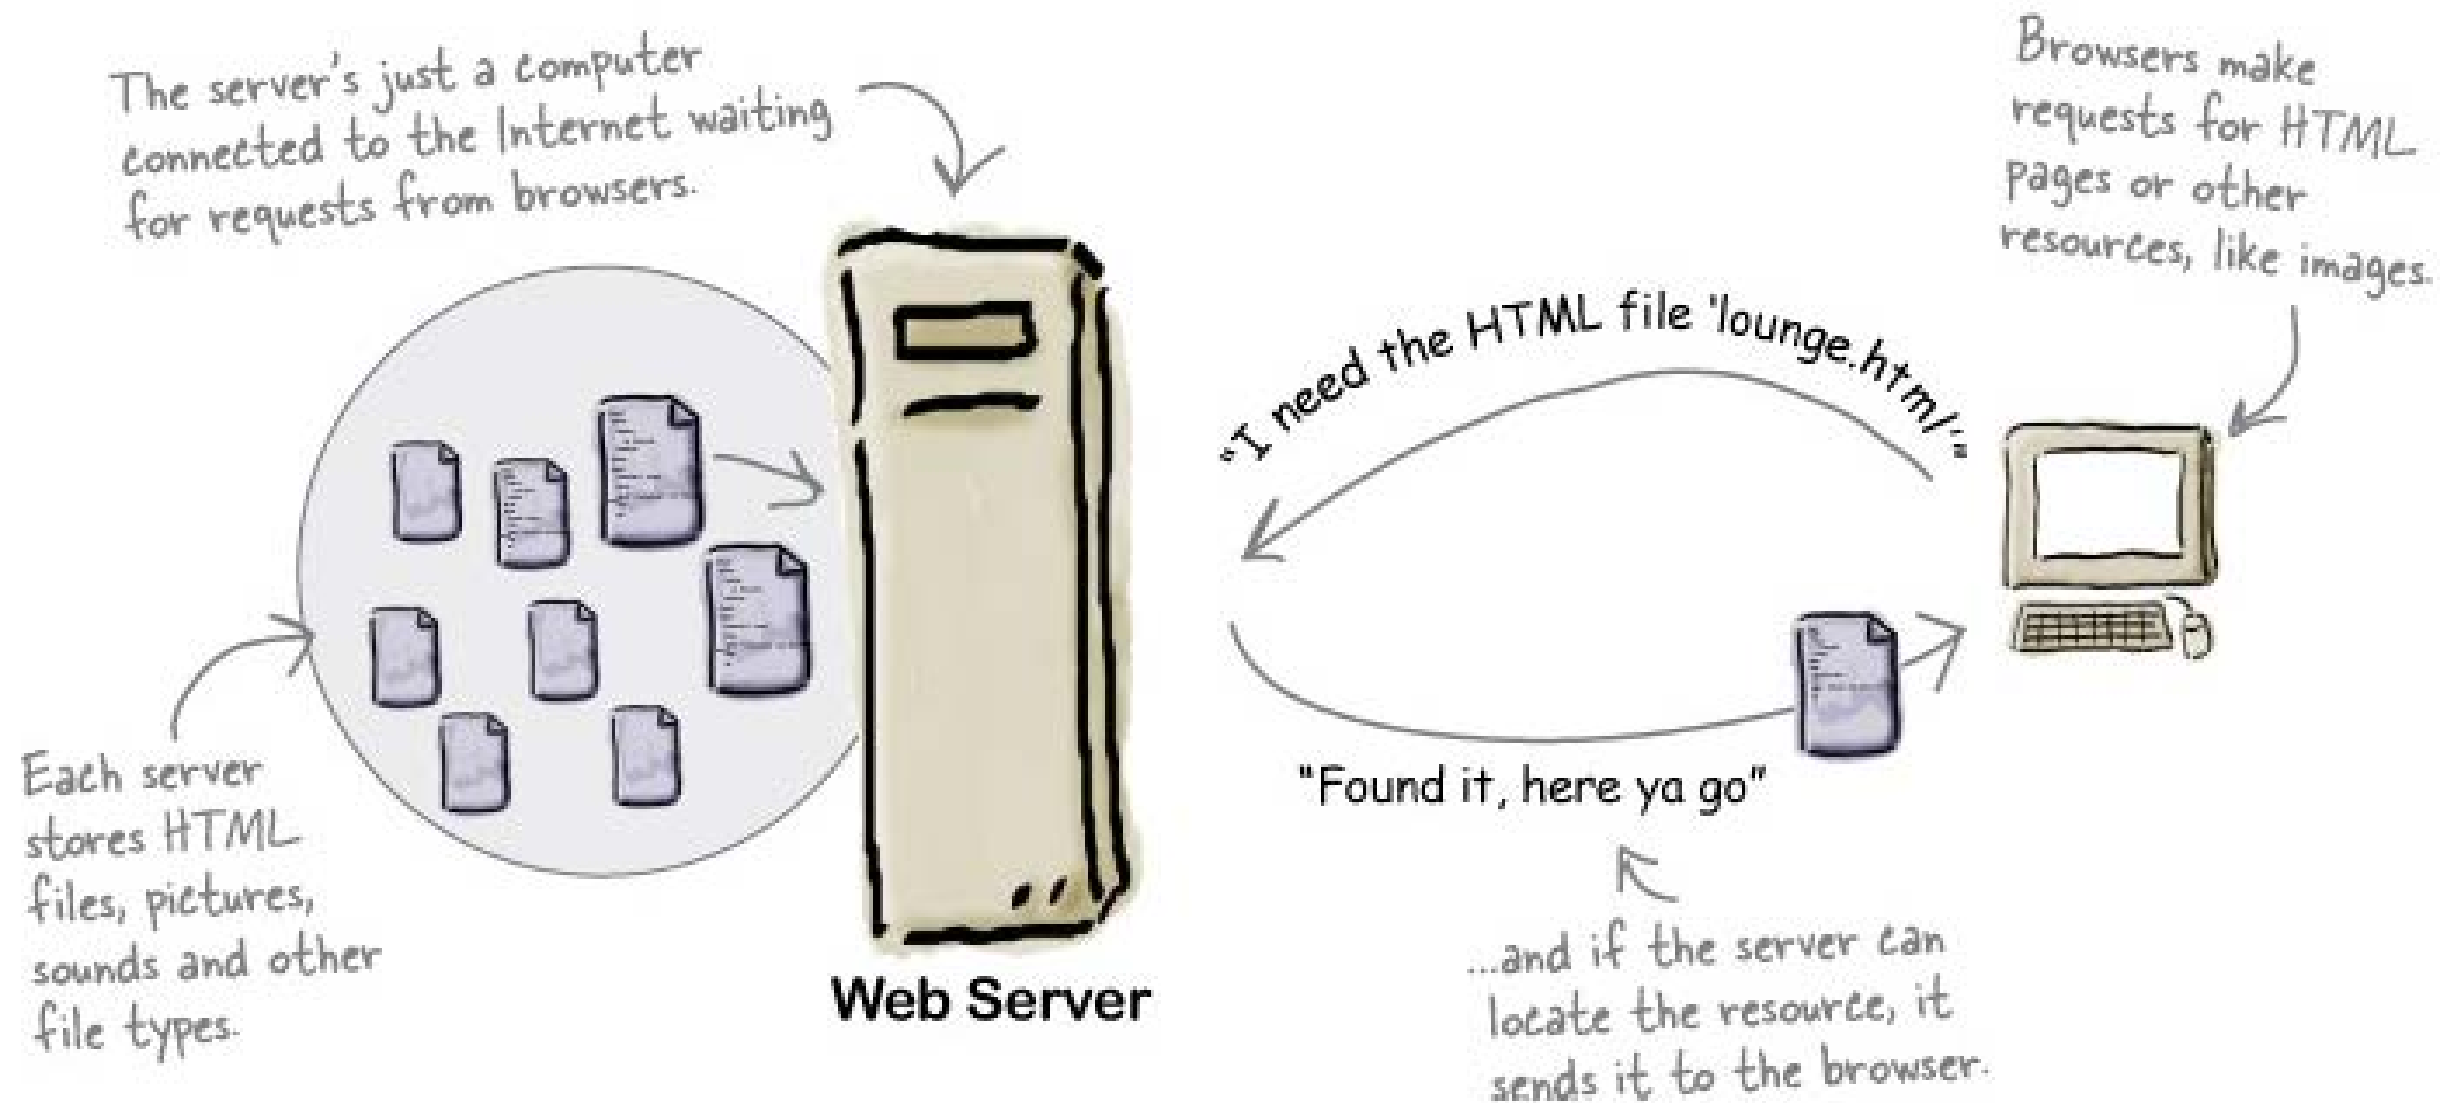 The server's just a computer
connected to the Internet waiting
for requests from browsers.
Browsers make
requests for HTML
pages or other
resources, like images.
"I need the HTML file 'lounge.html'"
Each server
stores HTML
files, pictures,
sounds and other
file types.
"Found it, here ya go"
Web Server
...and if the server can
locate the resource, it
sends it to the browser.